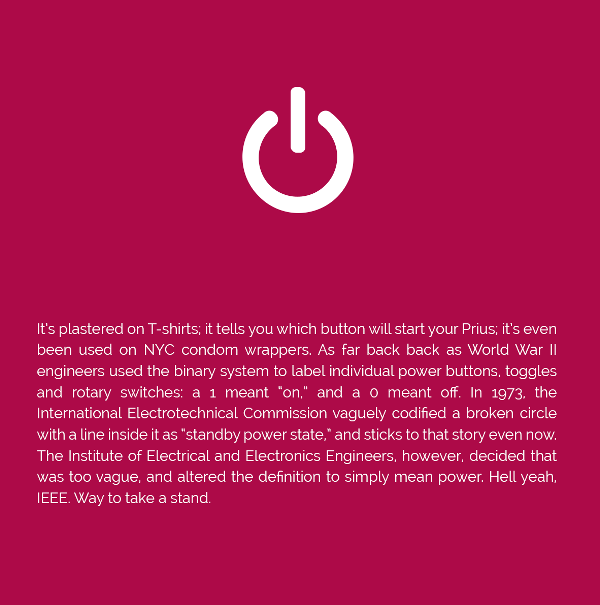 It's plastered on T-shirts; it tells you which button will start your Prius; it's even
been used on NYC condom wrappers. As far back back as World War II
engineers used the binary system to label individual power buttons, toggles
and rotary switches: a 1 meant "on," and a 0 meant off. In 1973, the
International Electrotechnical Commission vaguely codified a broken circle
with a line inside it as "standby power state," and sticks to that story even now.
The Institute of Electrical and Electronics Engineers, however, decided that
was too vague, and altered the definition to simply mean power. Hell yeah,
IEEE. Way to take a stand.